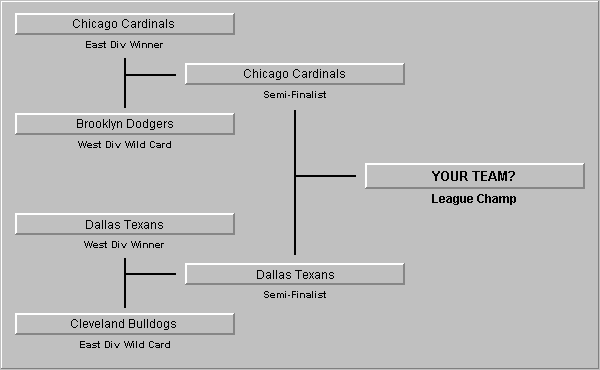 Chicago Cardinals
East Div Winner
Chicago Cardinals
Semi-Finalist
Brooklyn Dodgers
West Div Wild Card
YOUR TEAM?
League Champ
Dallas Texans
West Div Winner
Dallas Texans
Semi-Finalist
Cleveland Bulldogs
East Div Wild Card